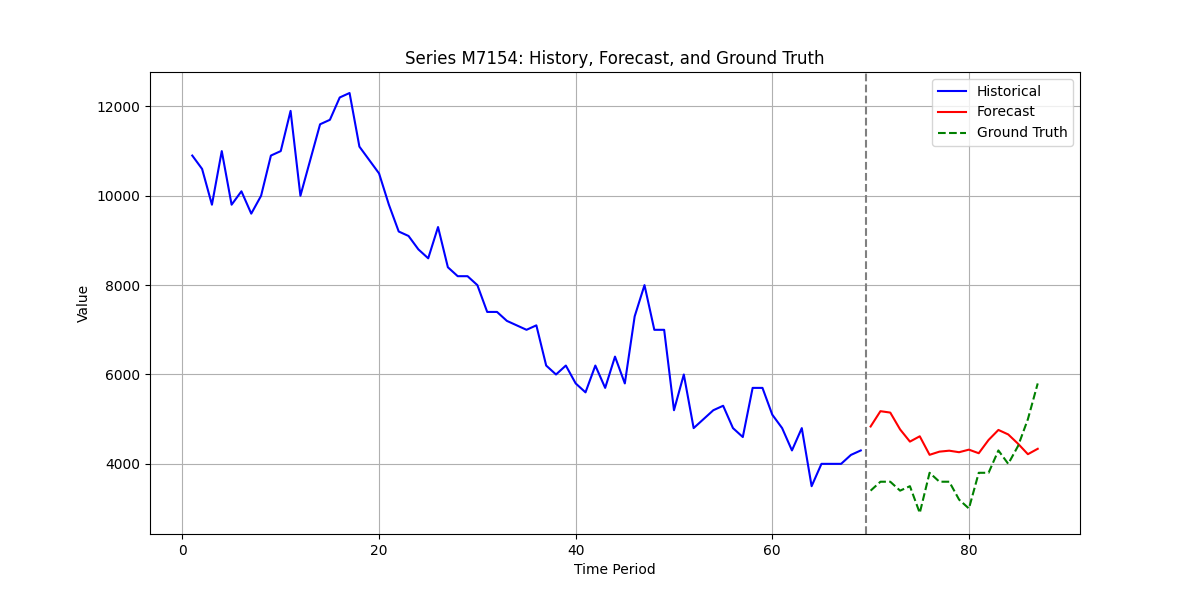 Series M7154: History, Forecast, and Ground Truth
Historical
Forecast
Ground Truth
12000
10000
8000
6000
4000
Value
0 20 40 60 80
Time Period